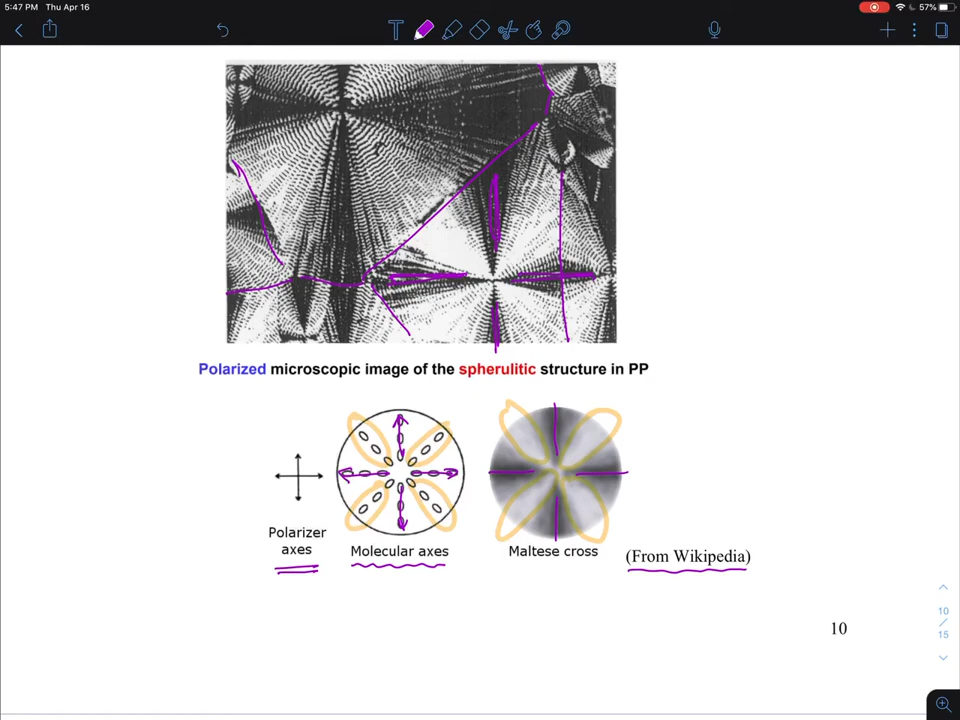 5:47 PM Thu Apr 16
57%
T
Polarized microscopic image of the spherulitic structure in PP
Polarizer
axes
Molecular axes
Maltese cross
(From Wikipedia)
10
/
15
10